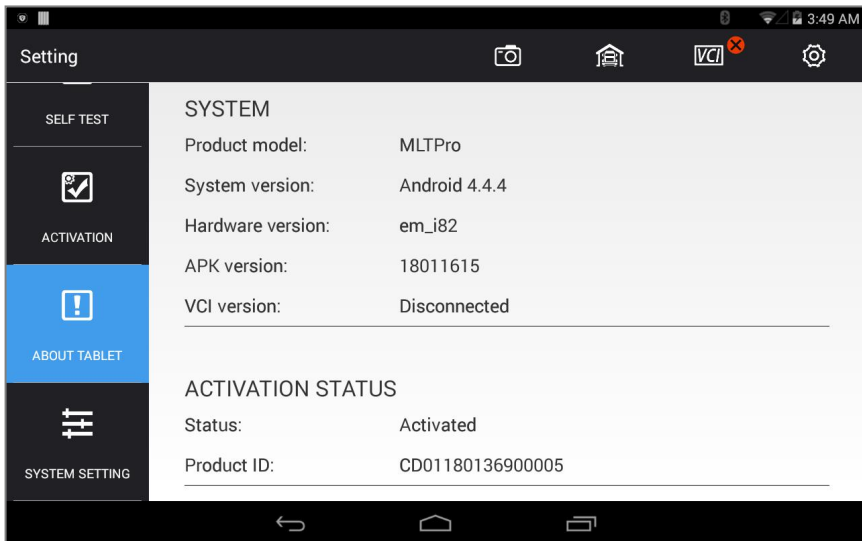 3:49 AM
Setting
VCI
SELF TEST
ACTIVATION
ABOUT TABLET
SYSTEM SETTING
SYSTEM
Product model: MLTPro
System version: Android 4.4.4
Hardware version: em_i82
APK version: 18011615
VCI version: Disconnected
ACTIVATION STATUS
Status: Activated
Product ID: CD01180136900005